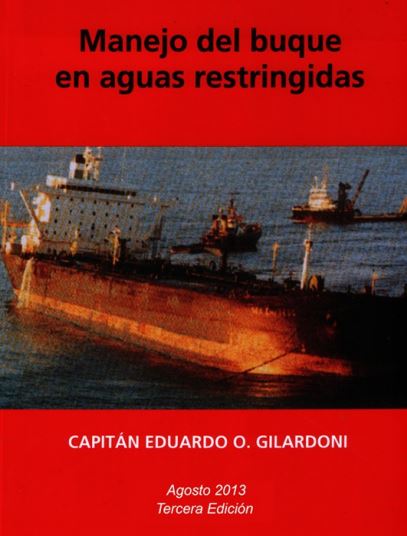 Manejo del buque
en aguas restringidas
CAPITÁN EDUARDO O. GILARDONI
Agosto 2013
Tercera Edición